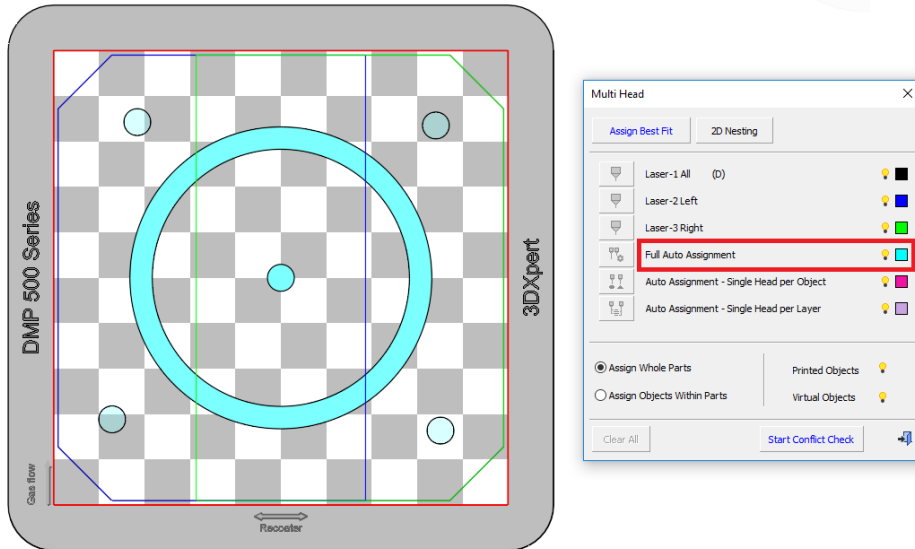 DMP 500 Series
3DXpert
Gas flow
Recoater
Multi Head
Assign Best Fit
2D Nesting
Laser-1 All (D)
Laser-2 Left
Laser-3 Right
Full Auto Assignment
Auto Assignment - Single Head per Object
Auto Assignment - Single Head per Layer
Assign Whole Parts
Printed Objects
Assign Objects Within Parts
Virtual Objects
Clear All
Start Conflict Check